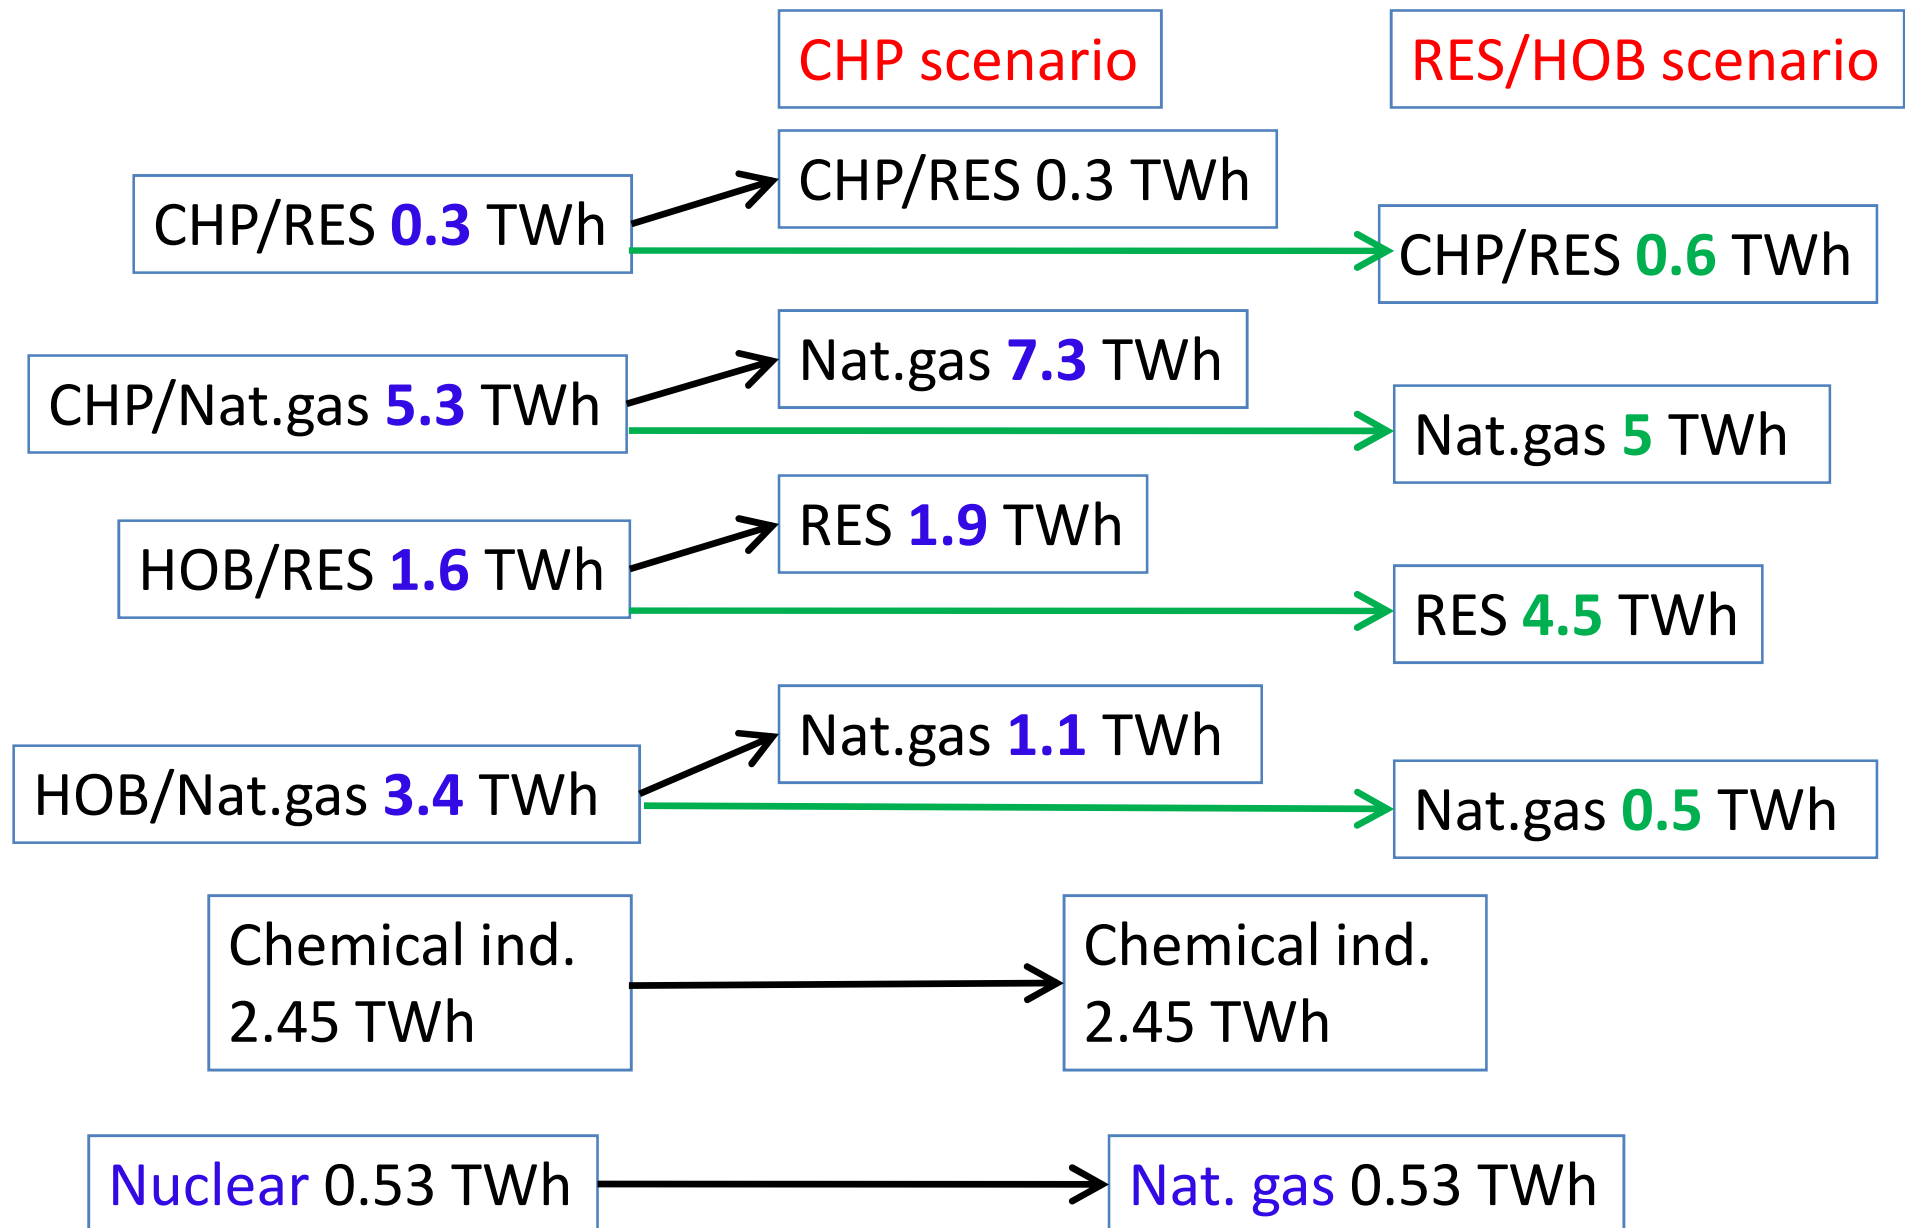 CHP scenario
RES/HOB scenario
CHP/RES 0.3 TWh
CHP/RES 0.3 TWh
CHP/RES 0.6 TWh
CHP/Nat.gas 5.3 TWh
Nat.gas 7.3 TWh
Nat.gas 5 TWh
HOB/RES 1.6 TWh
RES 1.9 TWh
RES 4.5 TWh
HOB/Nat.gas 3.4 TWh
Nat.gas 1.1 TWh
Nat.gas 0.5 TWh
Chemical ind.
2.45 TWh
Chemical ind.
2.45 TWh
Nuclear 0.53 TWh
Nat. gas 0.53 TWh